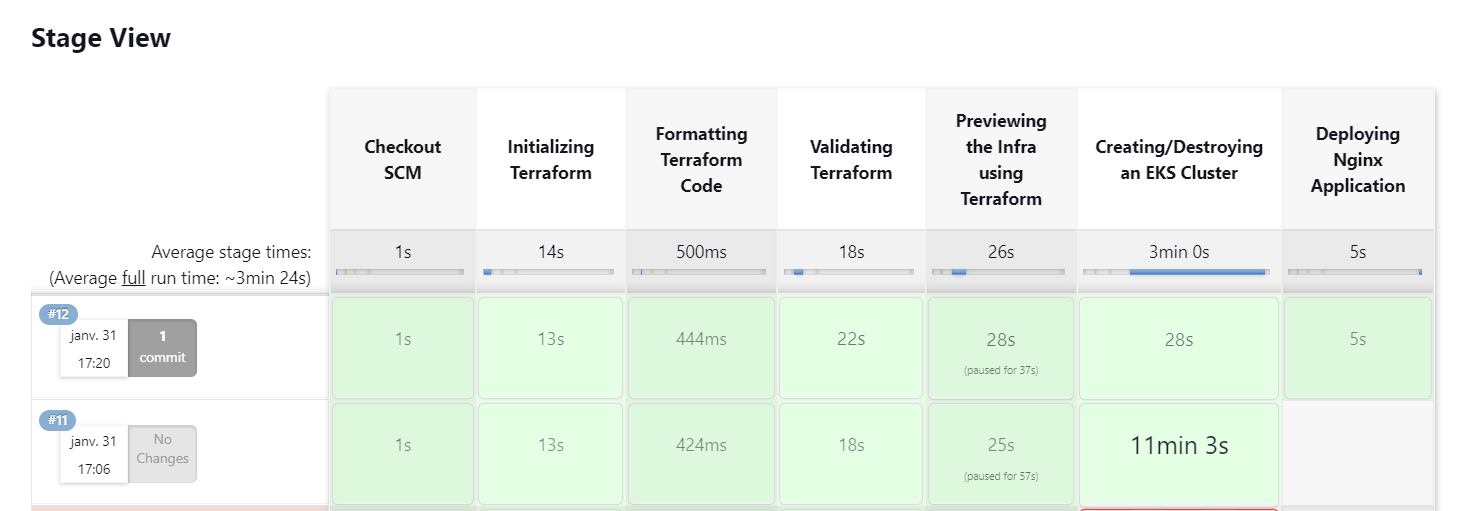 Stage View
Checkout
SCM
Initializing
Terraform
Formatting
Terraform
Code
Validating
Terraform
Previewing
the Infra
using
Terraform
Creating/Destroying
an EKS Cluster
Deploying
Nginx
Application
Average stage times:
(Average full run time: ~3min 24s)
1s
14s
500ms
18s
26s
3min 0s
5s
#12
janv. 31
17:20
1
commit
1s
13s
444ms
22s
28s
(paused for 37s)
28s
5s
#11
janv. 31
17:06
No
Changes
1s
13s
424ms
18s
25s
(paused for 57s)
11min 3s